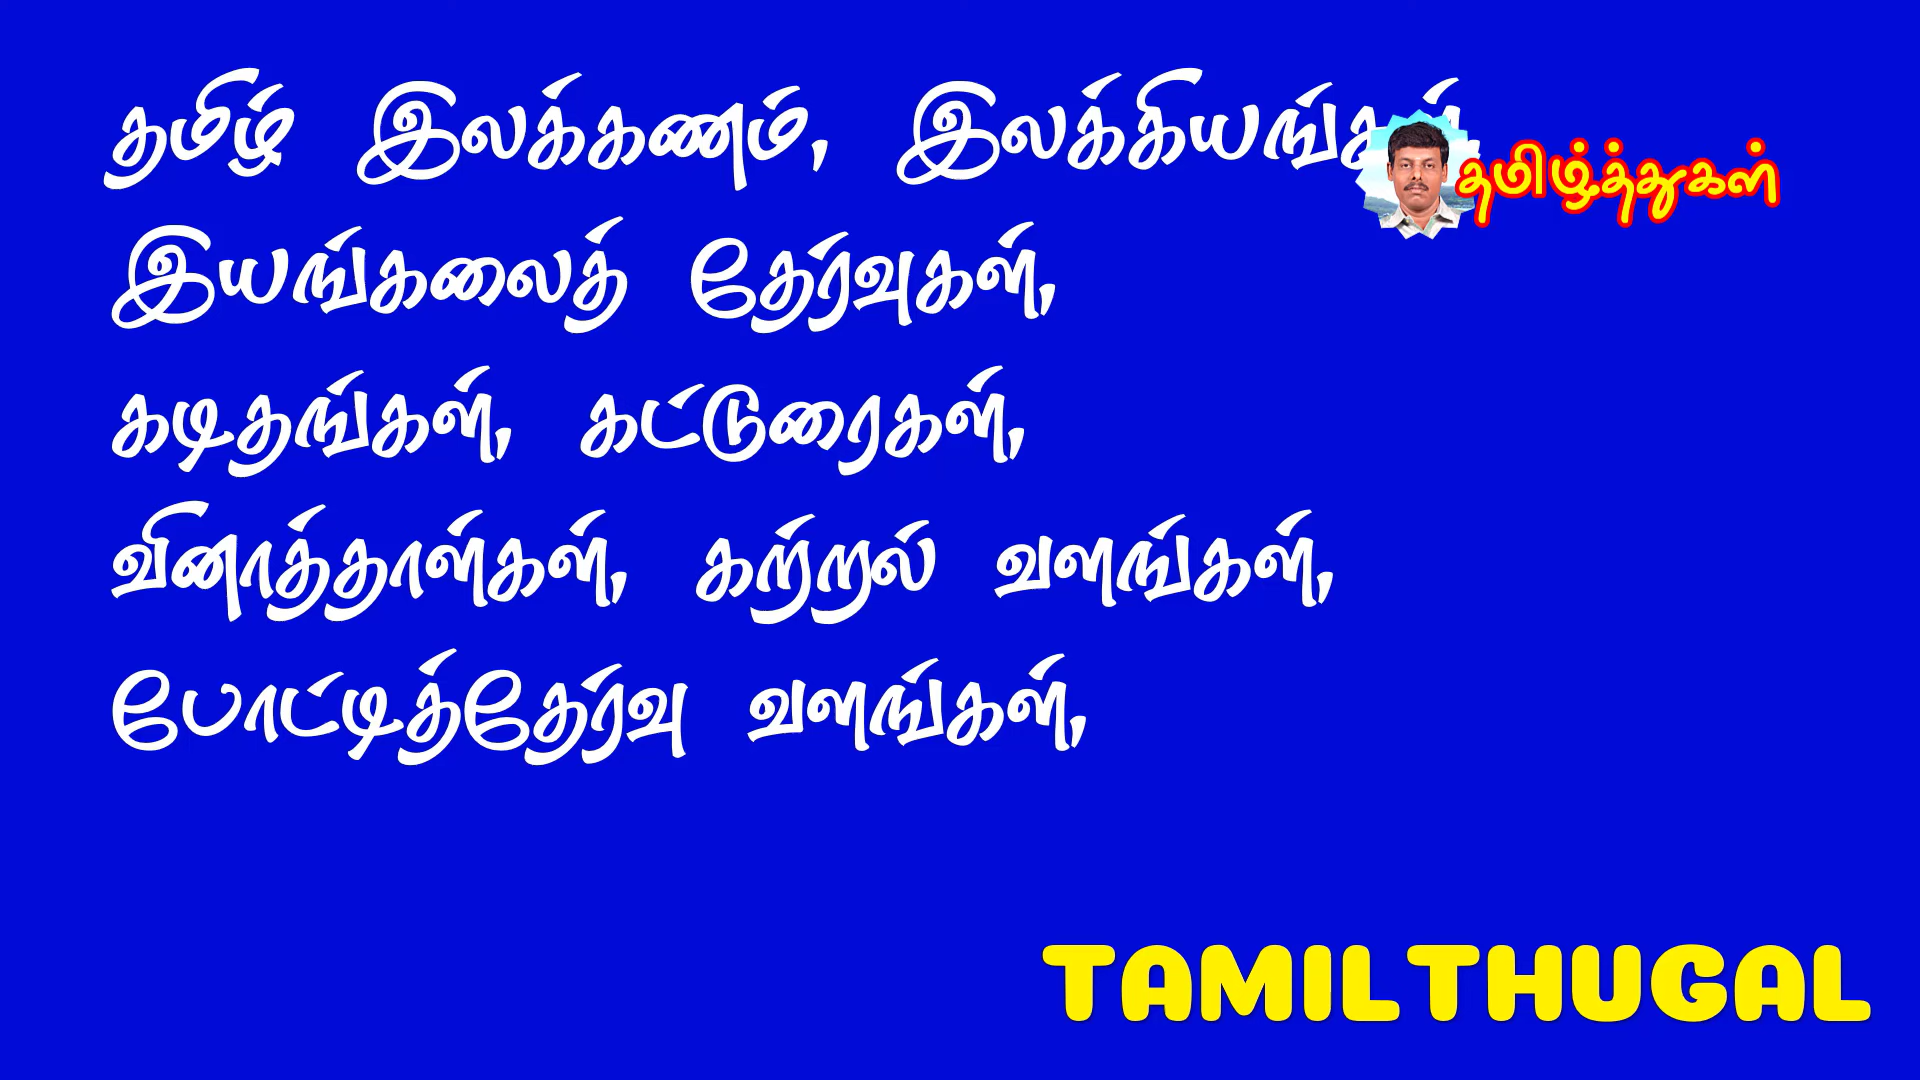 தமிழ் இலக்கணம், இலக்கியங்கள்,
தமிழ்த்துகள்
இயங்கலைத் தேர்வுகள்,
கடிதங்கள், கட்டுரைகள்,
வினாத்தாள்கள், கற்றல் வளங்கள்,
போட்டித்தேர்வு வளங்கள்,
TAMILTHUGAL